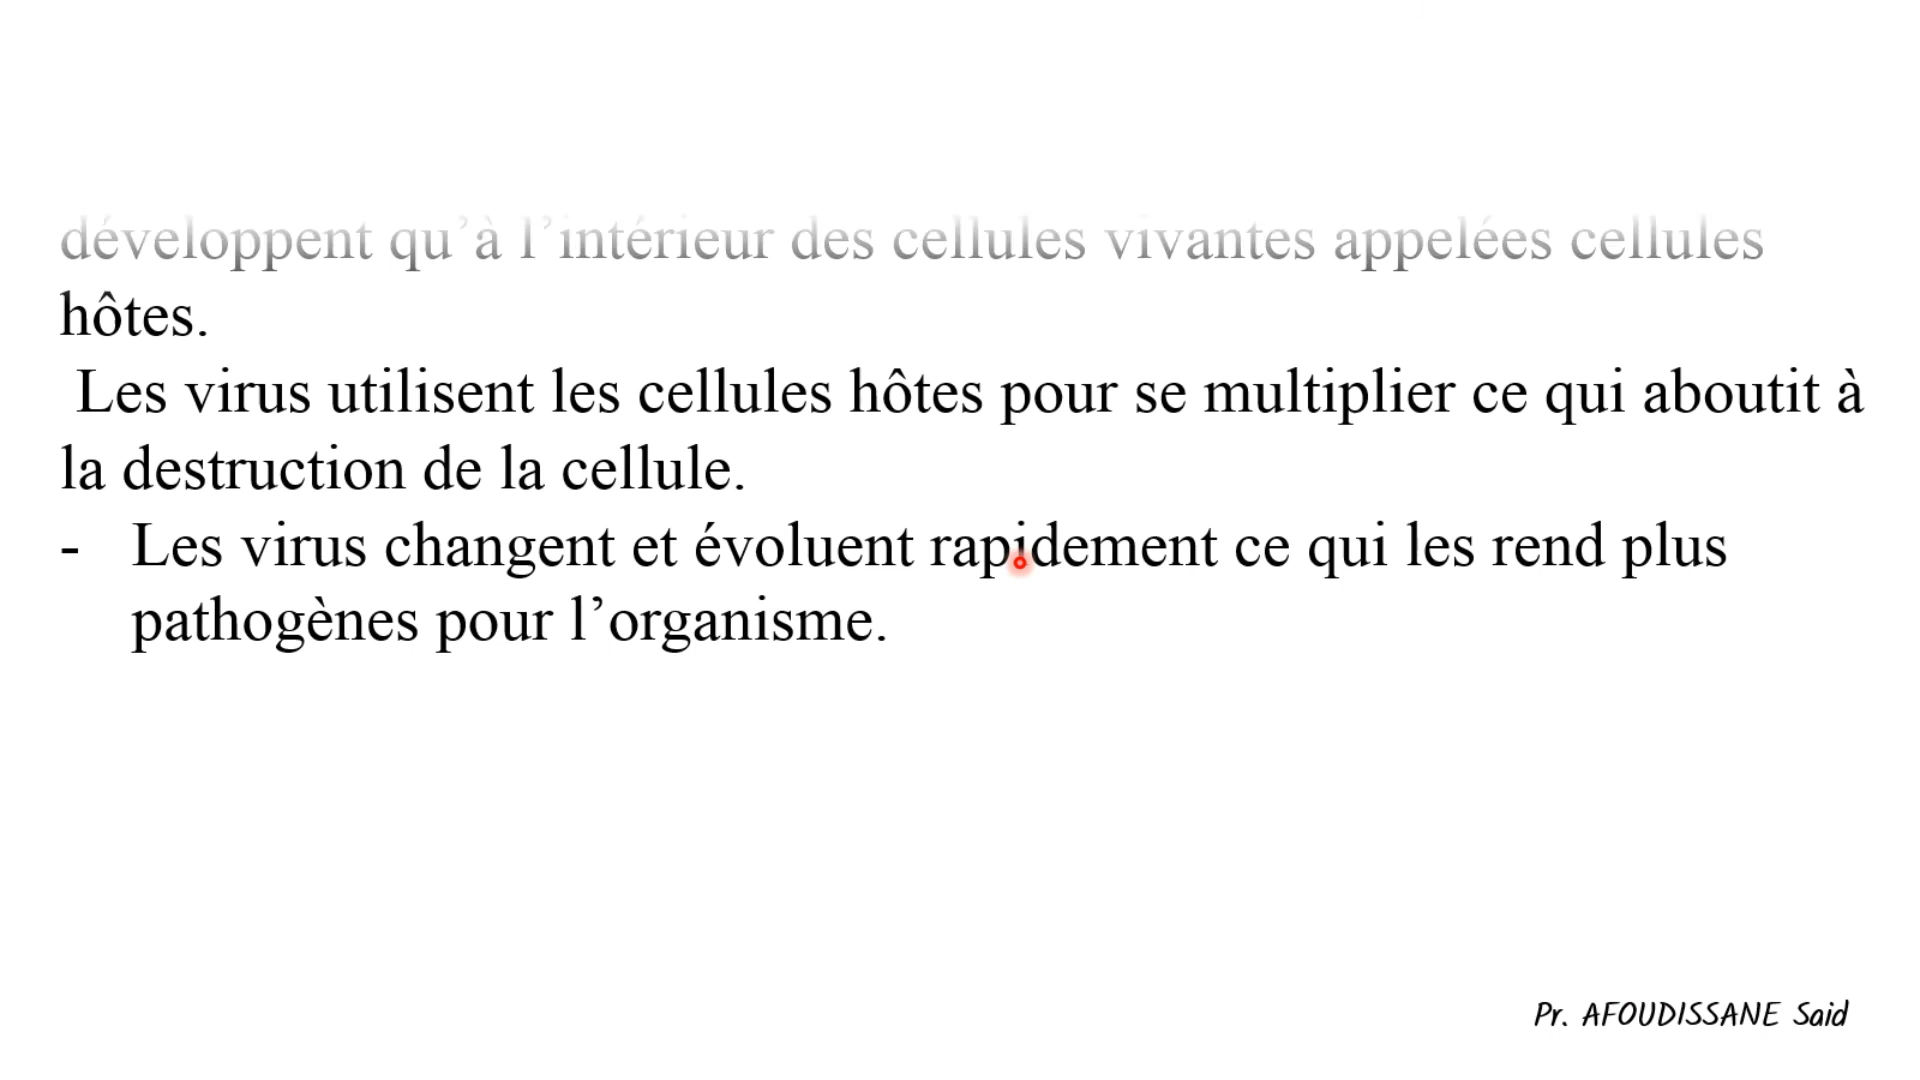 développent qu’à l’intérieur des cellules vivantes appelées cellules
hôtes.
Les virus utilisent les cellules hôtes pour se multiplier ce qui aboutit à
la destruction de la cellule.
- Les virus changent et évoluent rapidement ce qui les rend plus
pathogènes pour l’organisme.
Pr. AFOUDISSANE Said